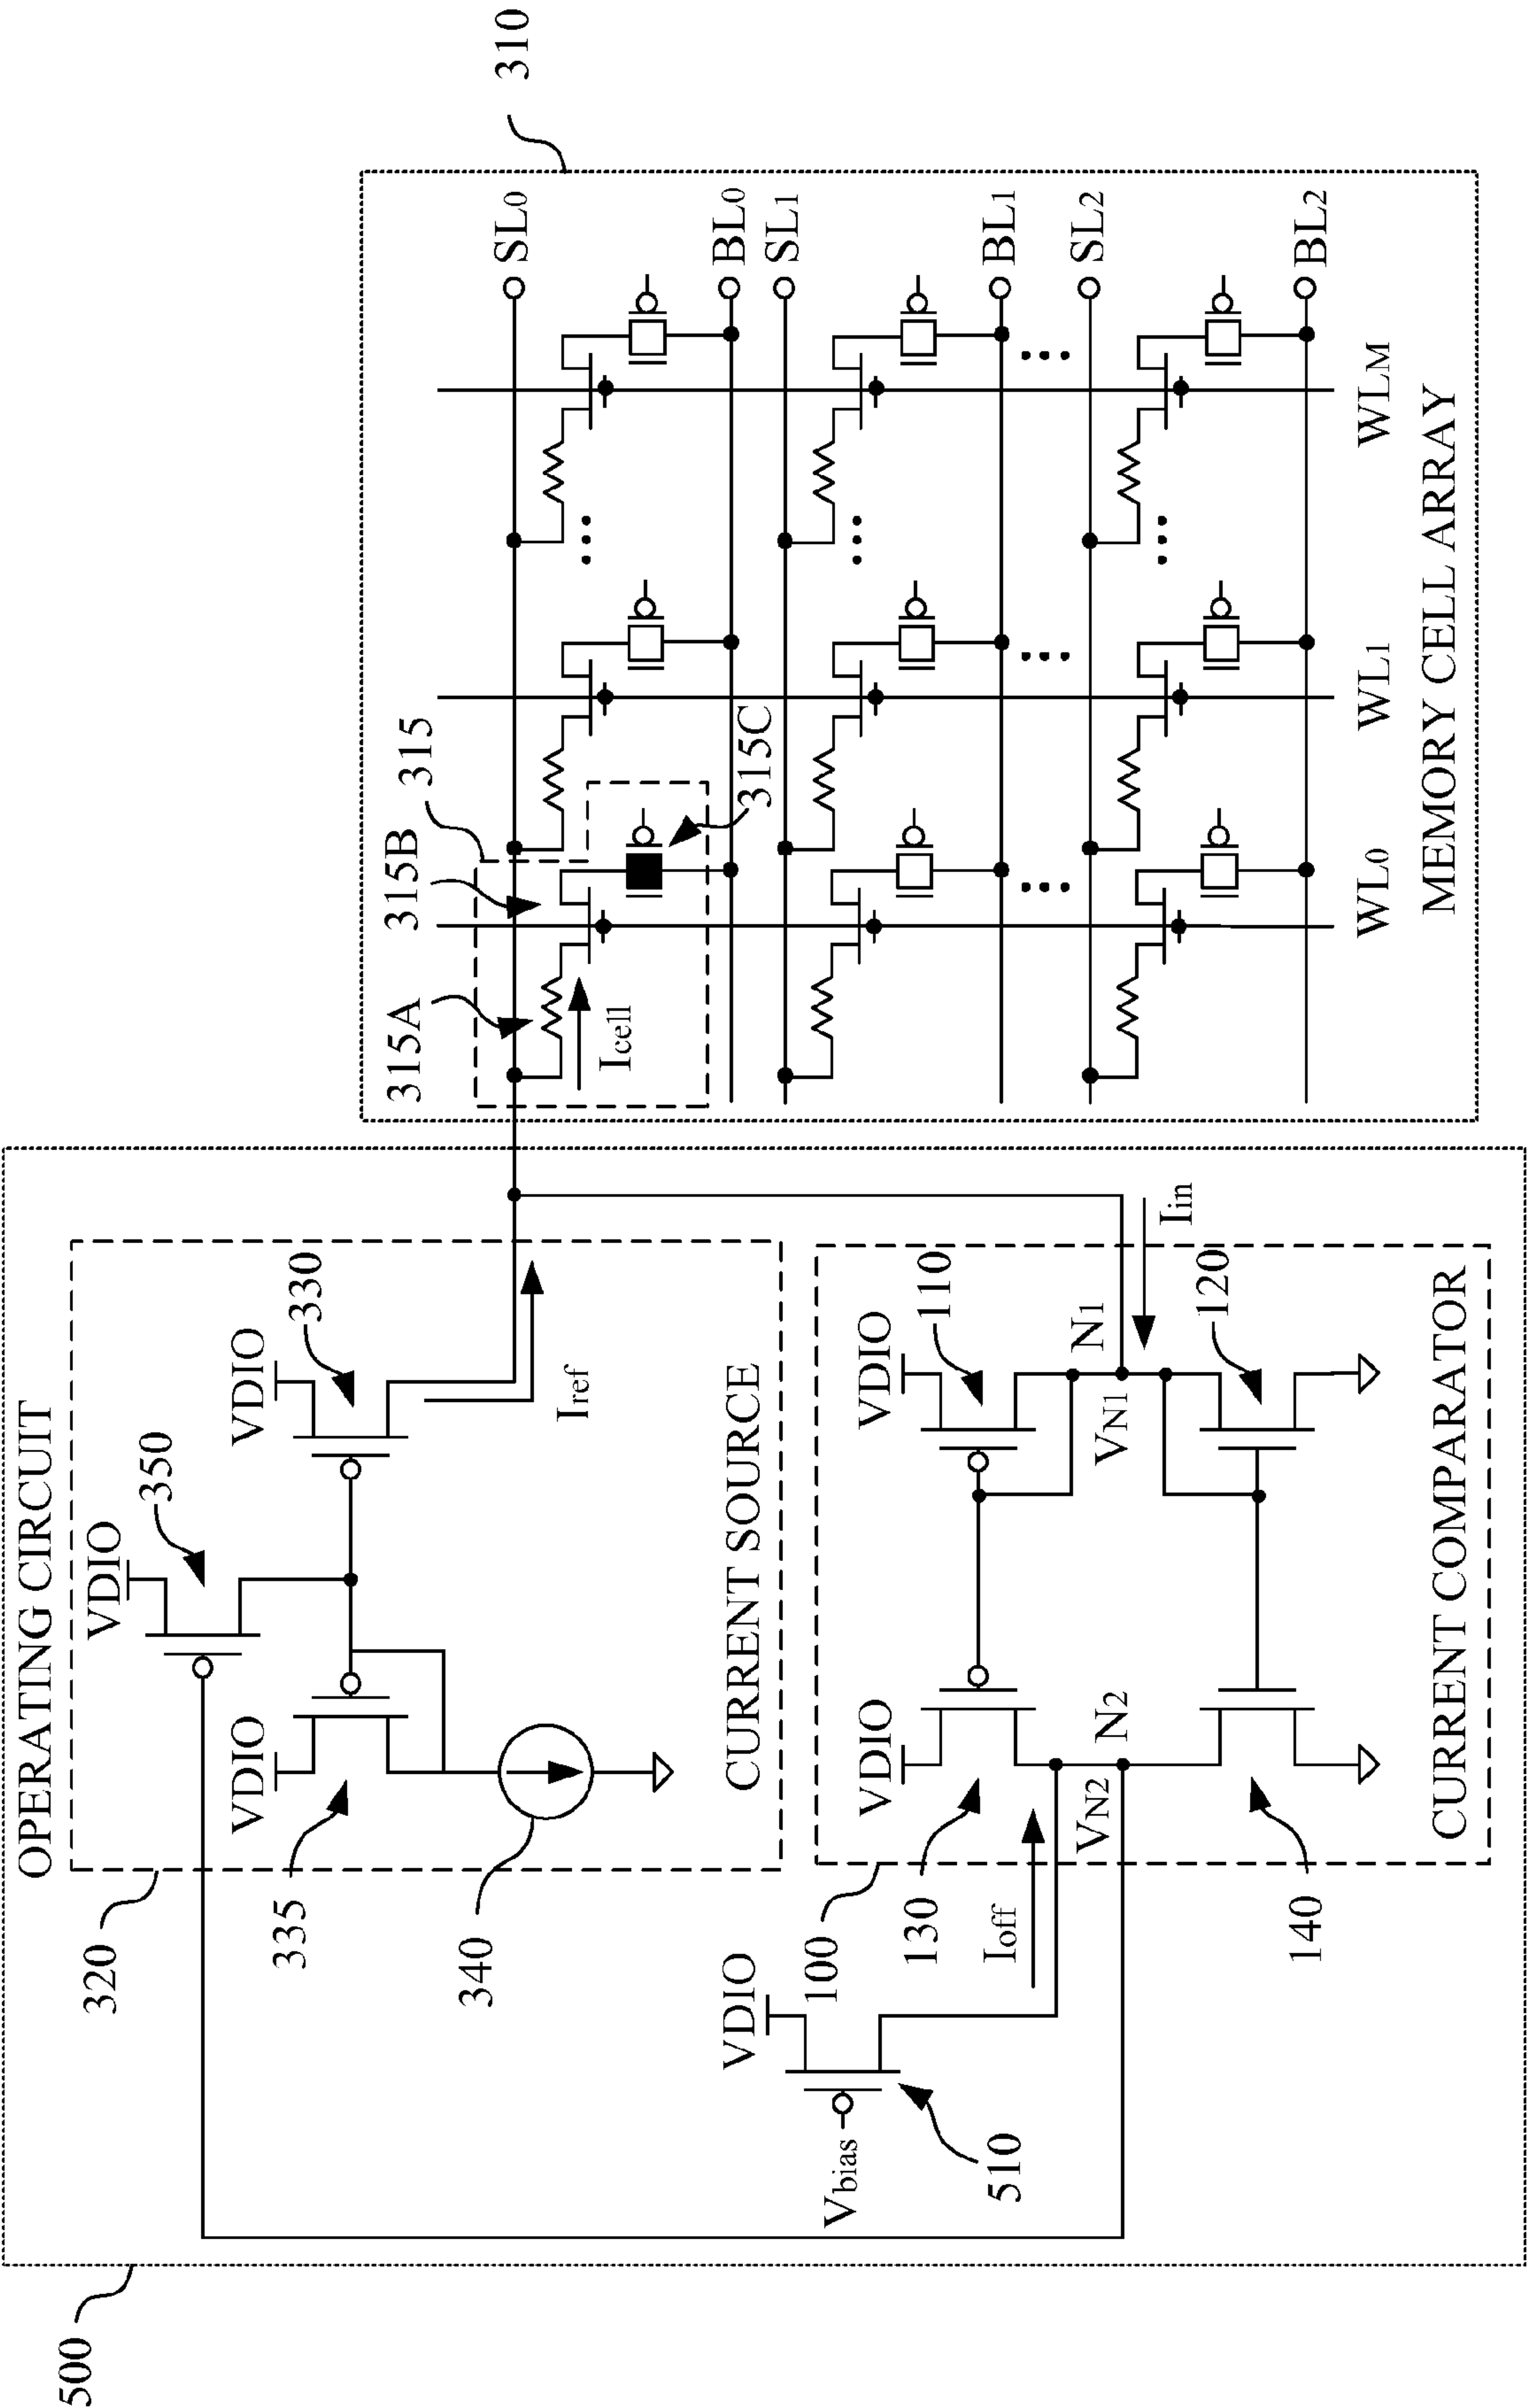 500
OPERATING CIRCUIT
320
VDIO
350
VDIO
335
VDIO
330
340
Iref
CURRENT SOURCE
VDIO
Vbias
510
100
130
Ioff
VDIO
VDIO
110
N1
VN1
Iin
N2
VN2
120
140
CURRENT COMPARATOR
310
315A
315B
315
Icell
315C
SL0
BL0
SL1
BL1
SL2
BL2
WL0
WL1
WLM
MEMORY CELL ARRAY